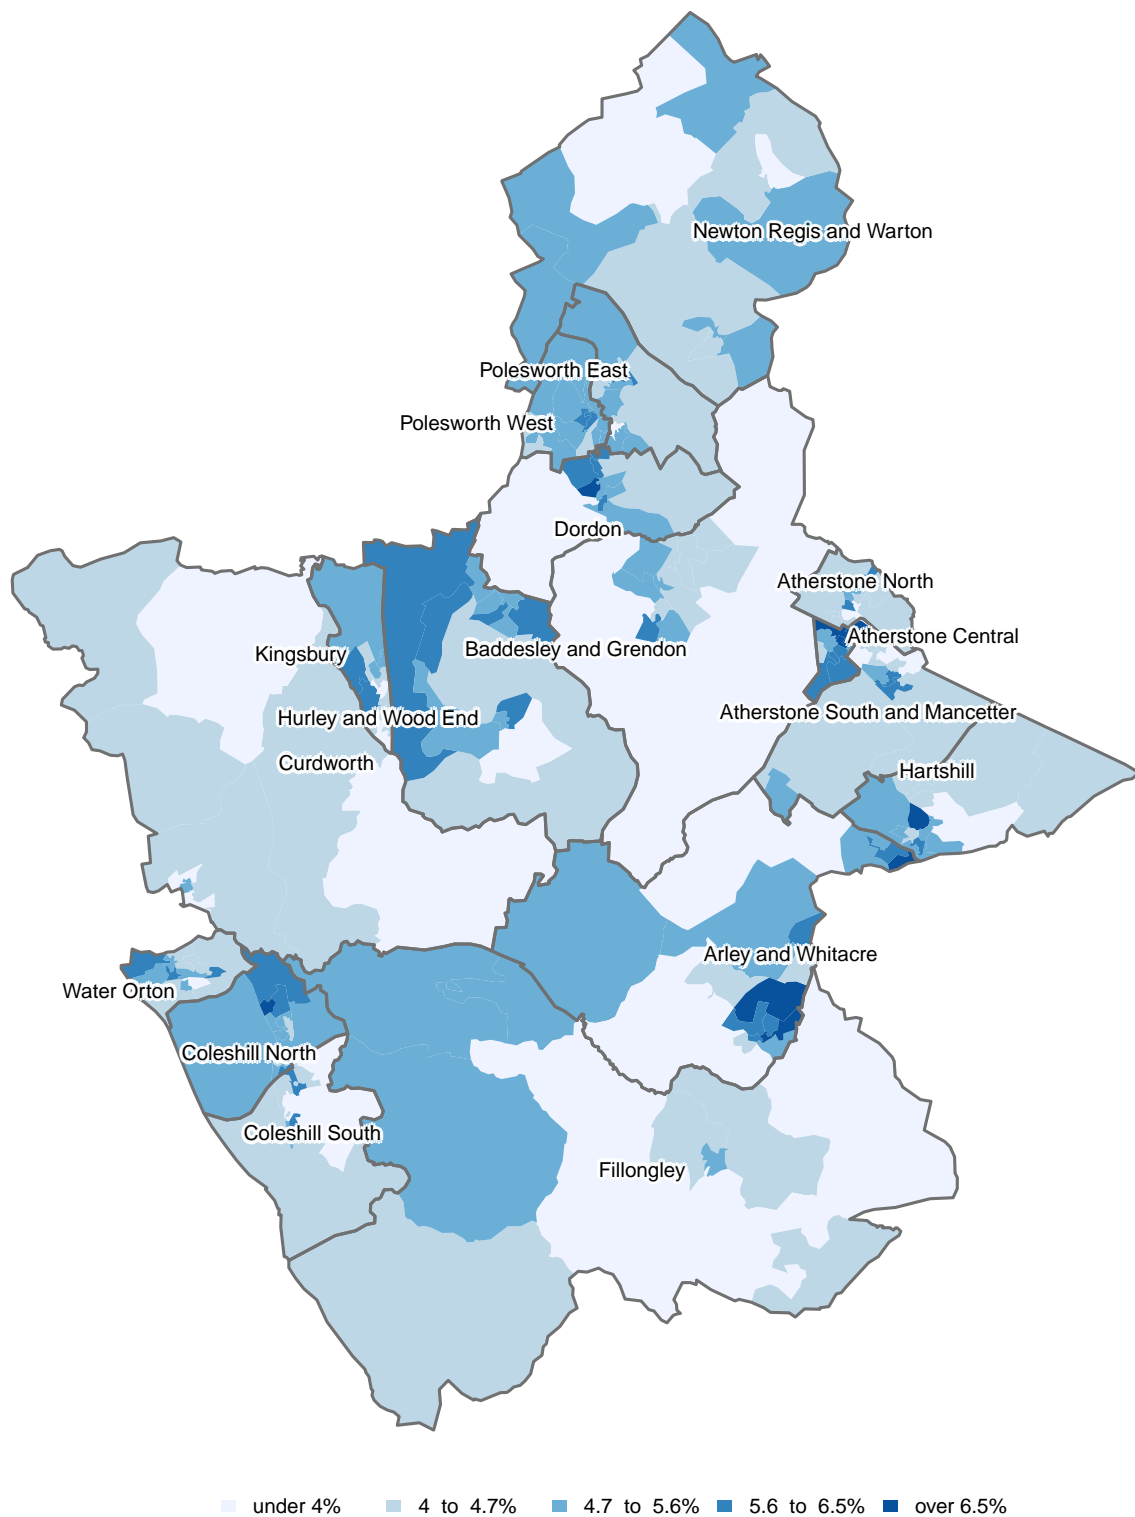 Newton Regis and Warton
Polesworth East
Polesworth West
Dordon
Atherstone North
Atherstone Central
Kingsbury
Baddesley and Grendon
Hurley and Wood End
Atherstone South and Mancetter
Curdworth
Hartshill
Arley and Whitacre
Water Orton
Coleshill North
Coleshill South
Fillongley
under 4%
4 to 4.7%
4.7 to 5.6%
5.6 to 6.5%
over 6.5%